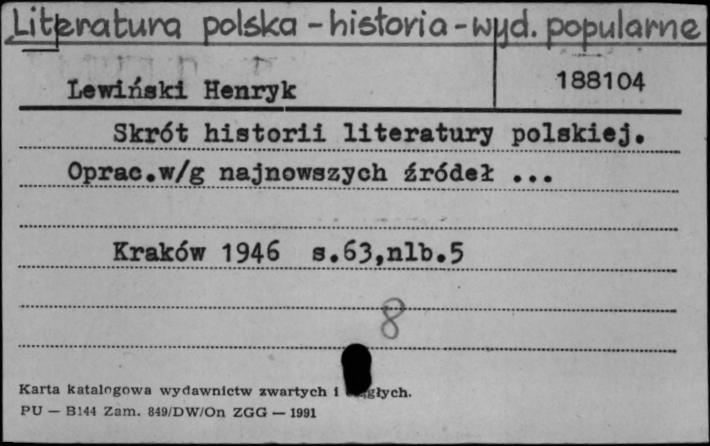 Literatura polska - historia - wyd. popularne
Lewiński Henryk
188104
Skrót historii literatury polskiej.
Oprac.w/g najnowszych źródeł ...
Kraków 1946 s.63,nlb.5
8
Karta katalogowa wydawnictw zwartych i
PU — B144 Zam. 849/DW/On ZGG — 1991